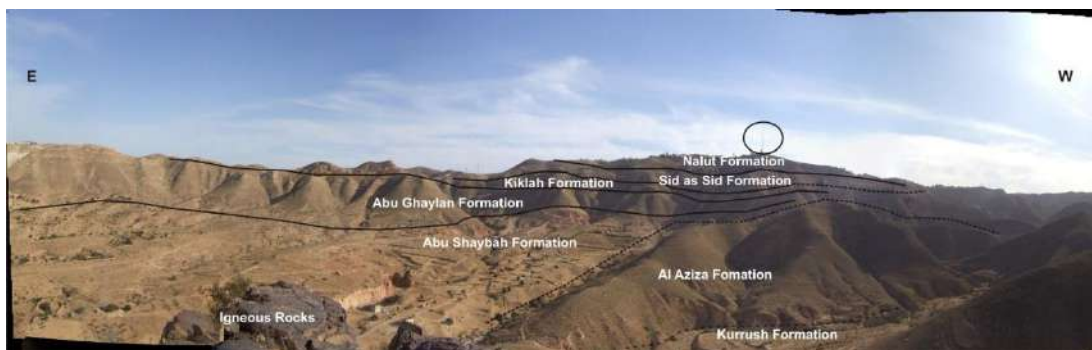 E
W
Nalut Formation
Kiklah Formation
Sid as Sid Formation
Abu Ghaylan Formation
Abu Shaybah Formation
Al Aziza Fomation
Igneous Rocks
Kurrush Formation